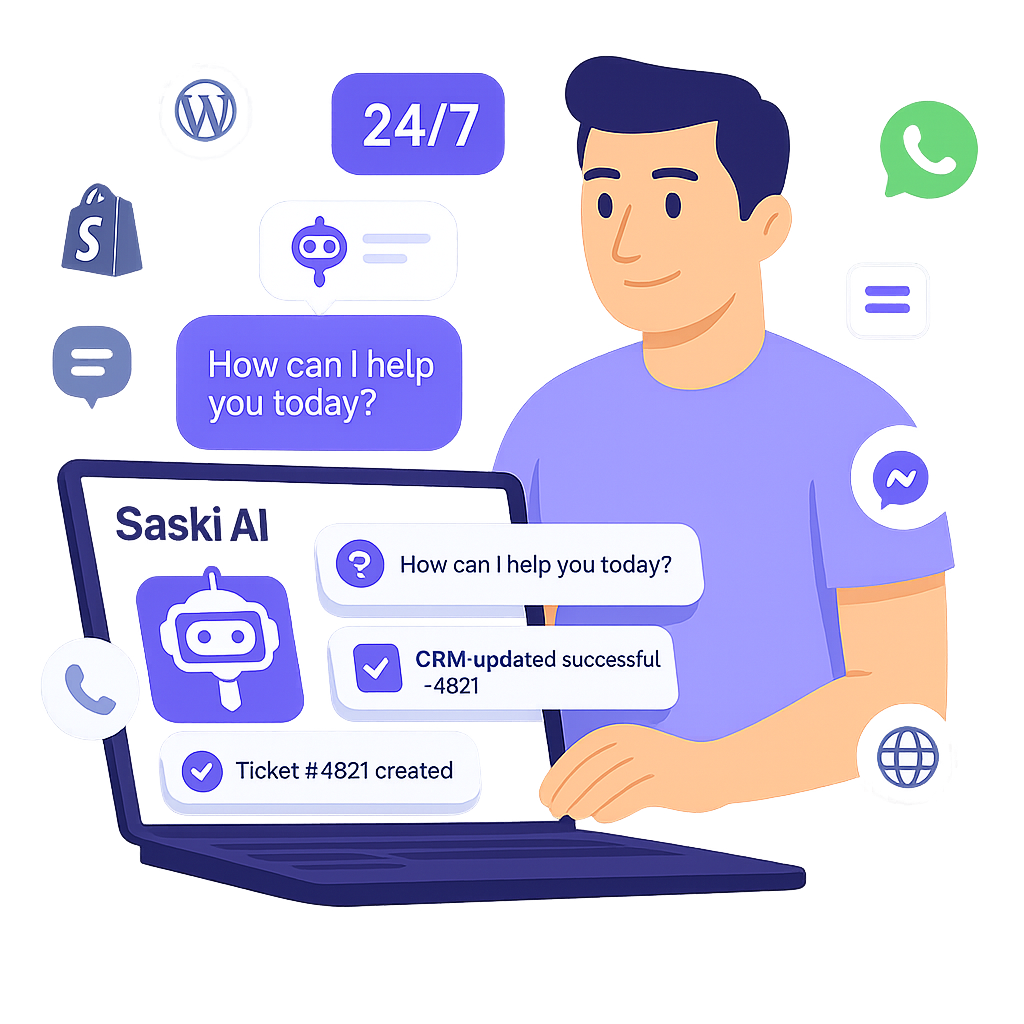 24/7
How can I help
you today?
Saski AI
How can I help you today?
CRM-updated successful
-4821
Ticket #4821 created